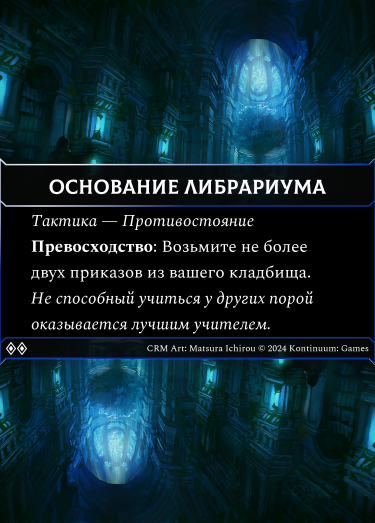 ОСНОВАНИЕ ЛИБРАРИУМА
Тактика — Противостояние
Превосходство: Возьмите не более
двух приказов из вашего кладбища.
Не способный учиться у других порой
оказывается лучшим учителем.
CRM Art: Matsura Ichirou © 2024 Kontinuum: Games